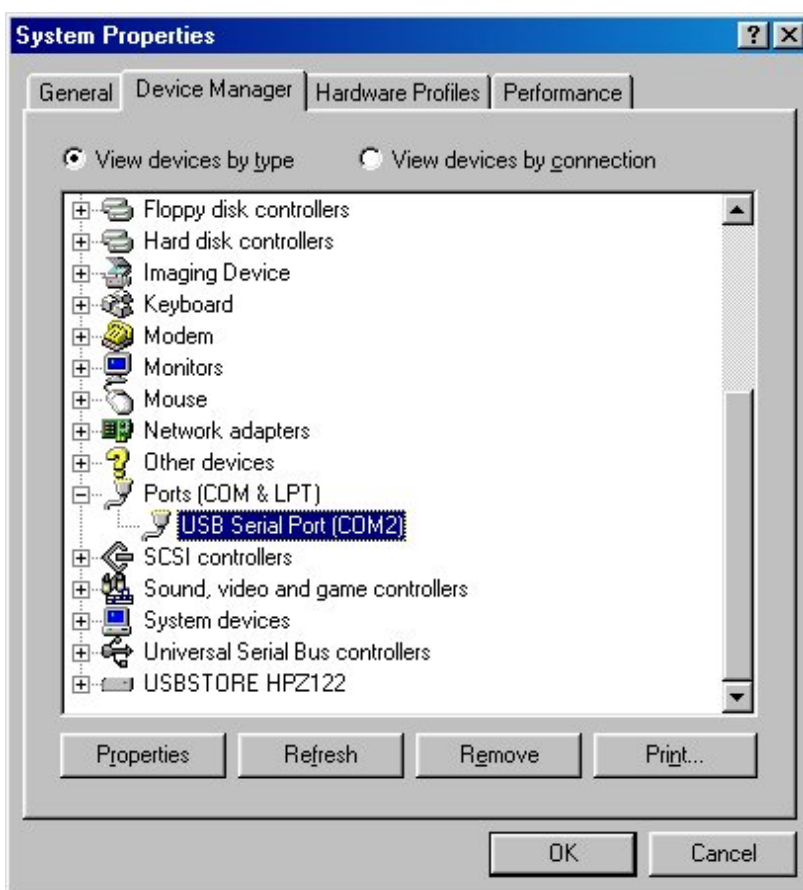 System Properties
General Device Manager Hardware Profiles Performance
View devices by type View devices by connection
Floppy disk controllers
Hard disk controllers
Imaging Device
Keyboard
Modem
Monitors
Mouse
Network adapters
Other devices
Ports (COM & LPT)
USB Serial Port (COM2)
SCSI controllers
Sound, video and game controllers
System devices
Universal Serial Bus controllers
USBSTORE HPZ122
Properties Refresh Remove Print...
OK Cancel